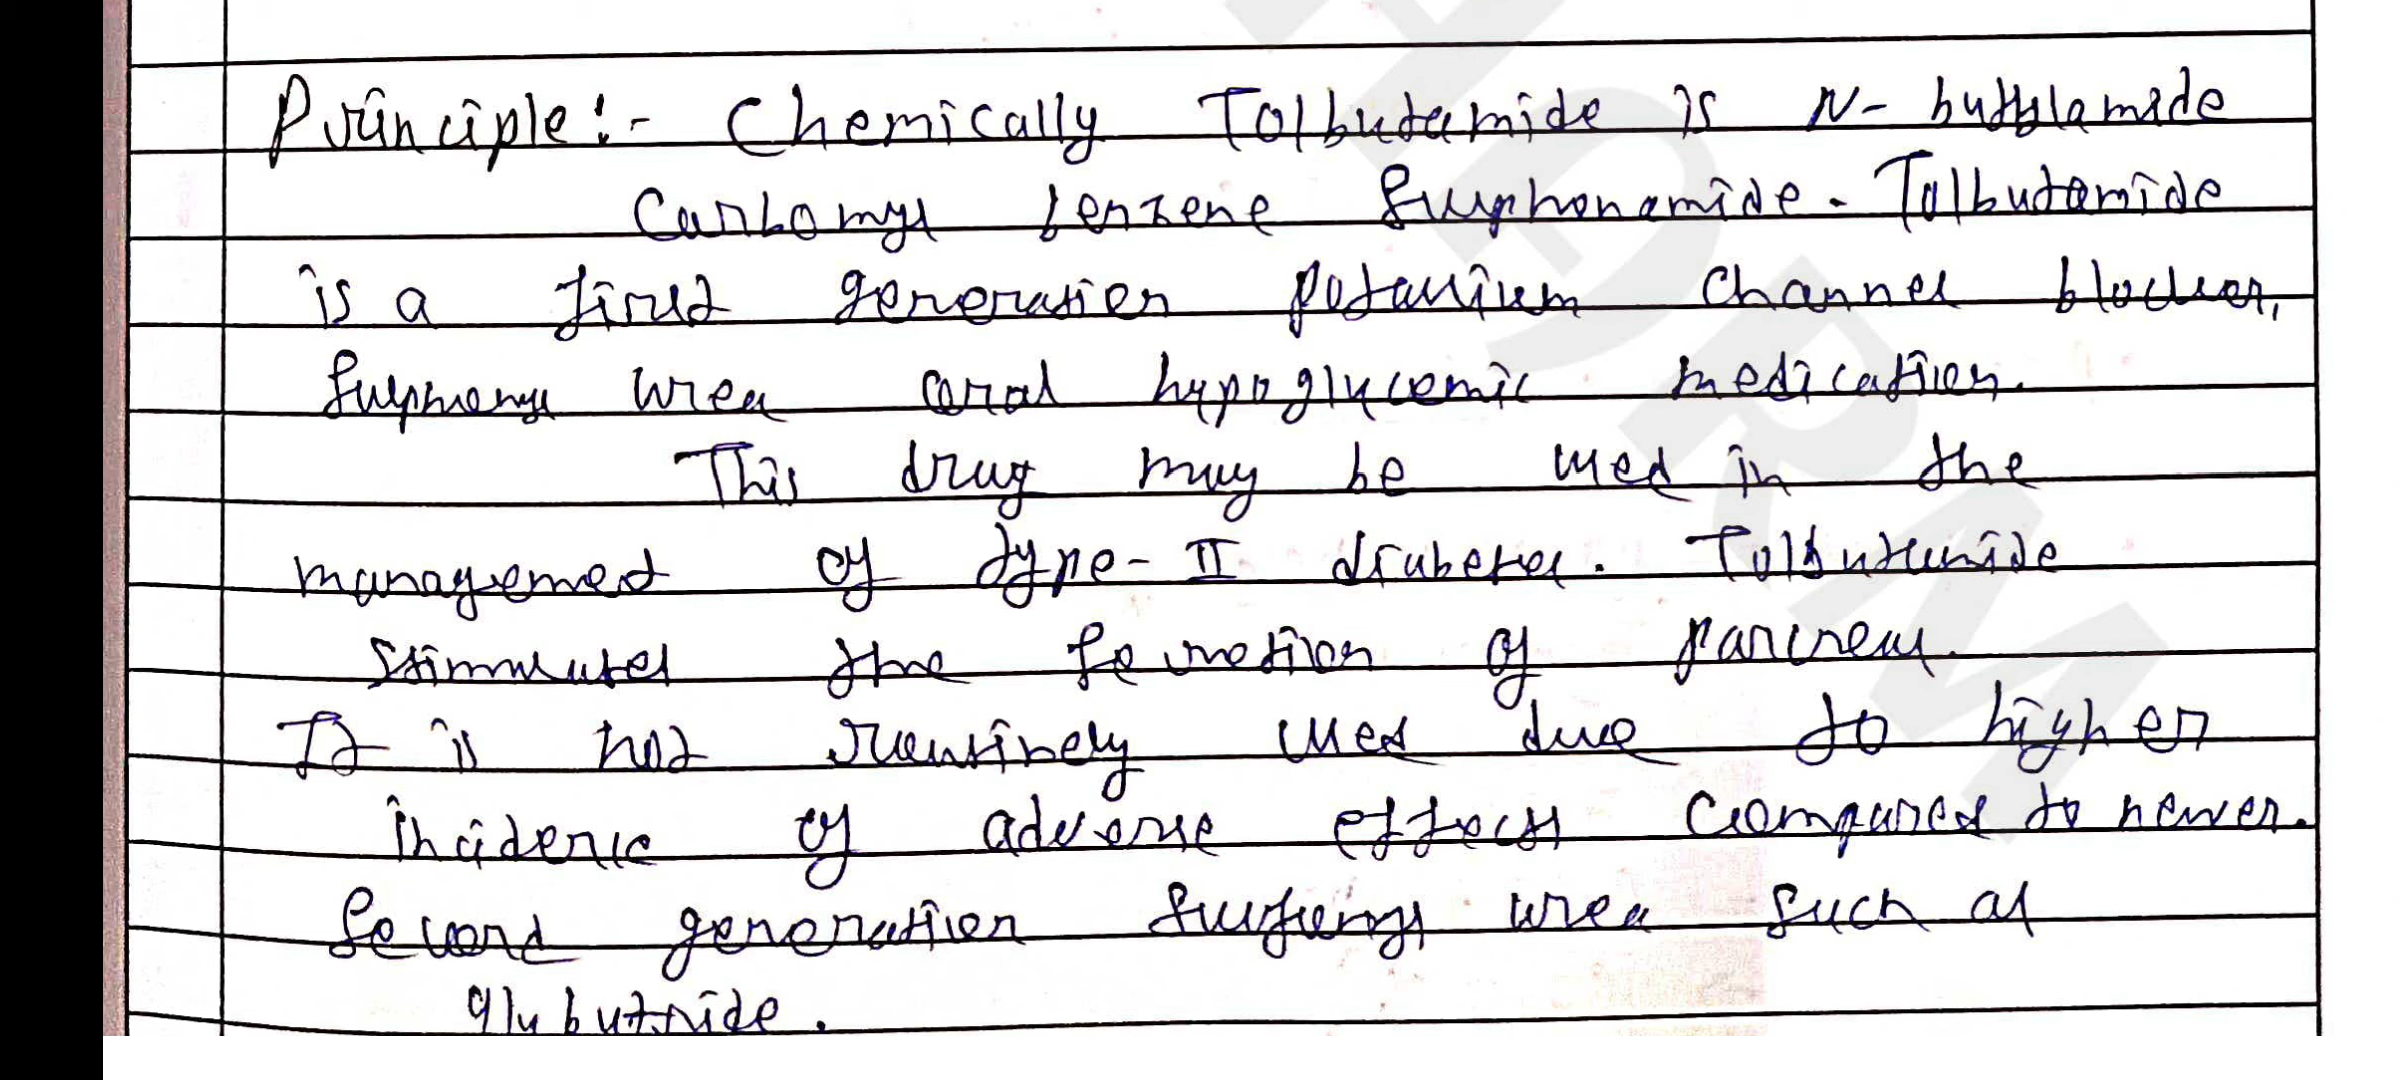 Principle:- Chemically Tolbutamide is N- butylamide
Carbomyl benzene sulphonamide. Tolbutamide
is a first generation potassium channel blocker,
sulphonyl urea oral hypoglycemic medication.
This drug may be used in the
management of type-II diabetes. Tolbutamide
stimulates the secretion of pancreas.
It is not routinely used due to higher
incidence of adverse effects compared to newer.
Second generation sulfonyl urea such as